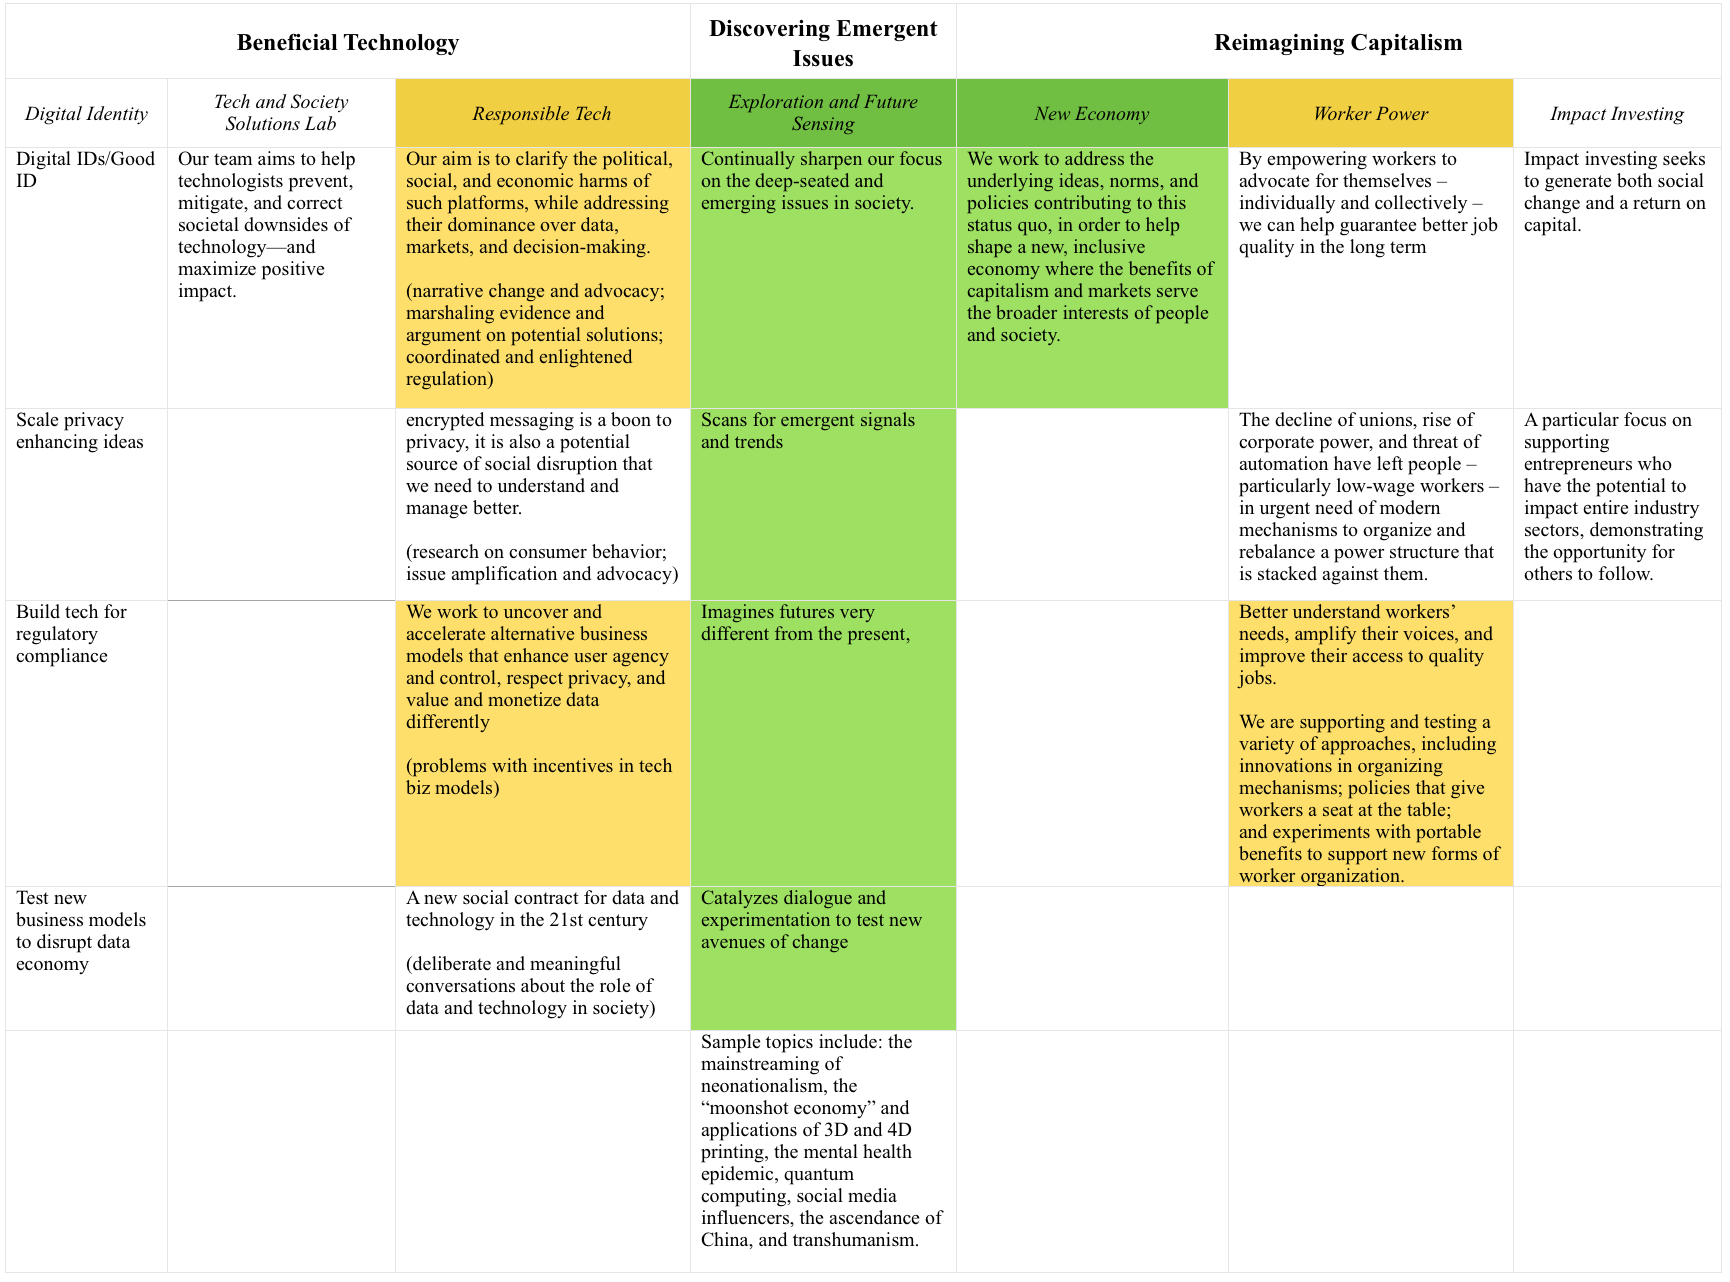 Beneficial Technology
Discovering Emergent
Issues
Reimagining Capitalism
Digital Identity
Tech and Society
Solutions Lab
Responsible Tech
Exploration and Future
Sensing
New Economy
Worker Power
Impact Investing
Digital IDs/Good
ID
Our team aims to help
technologists prevent,
mitigate, and correct
societal downsides of
technology—and
maximize positive
impact.
Our aim is to clarify the political,
social, and economic harms of
such platforms, while addressing
their dominance over data,
markets, and decision-making.
(narrative change and advocacy;
marshaling evidence and
argument on potential solutions;
coordinated and enlightened
regulation)
Continually sharpen our focus
on the deep-seated and
emerging issues in society.
We work to address the
underlying ideas, norms, and
policies contributing to this
status quo, in order to help
shape a new, inclusive
economy where the benefits of
capitalism and markets serve
the broader interests of people
and society.
By empowering workers to
advocate for themselves –
individually and collectively –
we can help guarantee better job
quality in the long term
Impact investing seeks
to generate both social
change and a return on
capital.
Scale privacy
enhancing ideas
encrypted messaging is a boon to
privacy, it is also a potential
source of social disruption that
we need to understand and
manage better.
(research on consumer behavior;
issue amplification and advocacy)
Scans for emergent signals
and trends
The decline of unions, rise of
corporate power, and threat of
automation have left people –
particularly low-wage workers –
in urgent need of modern
mechanisms to organize and
rebalance a power structure that
is stacked against them.
A particular focus on
supporting
entrepreneurs who
have the potential to
impact entire industry
sectors, demonstrating
the opportunity for
others to follow.
Build tech for
regulatory
compliance
We work to uncover and
accelerate alternative business
models that enhance user agency
and control, respect privacy, and
value and monetize data
differently
(problems with incentives in tech
biz models)
Imagines futures very
different from the present,
Better understand workers’
needs, amplify their voices, and
improve their access to quality
jobs.
We are supporting and testing a
variety of approaches, including
innovations in organizing
mechanisms; policies that give
workers a seat at the table;
and experiments with portable
benefits to support new forms of
worker organization.
Test new
business models
to disrupt data
economy
A new social contract for data and
technology in the 21st century
(deliberate and meaningful
conversations about the role of
data and technology in society)
Catalyzes dialogue and
experimentation to test new
avenues of change
Sample topics include: the
mainstreaming of
neonationalism, the
“moonshot economy” and
applications of 3D and 4D
printing, the mental health
epidemic, quantum
computing, social media
influencers, the ascendance of
China, and transhumanism.